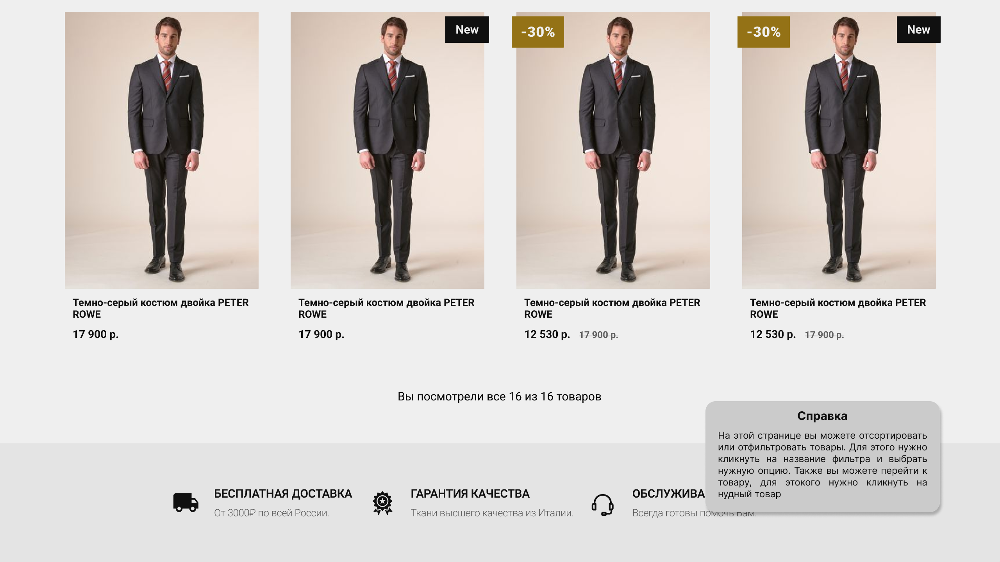 New
-30%
-30%
New
Темно-серый костюм двойка PETER
ROWE
17 900 р.
Темно-серый костюм двойка PETER
ROWE
17 900 р.
Темно-серый костюм двойка PETER
ROWE
12 530 р. 17 900 р.
Темно-серый костюм двойка PETER
ROWE
12 530 р. 17 900 р.
Вы посмотрели все 16 из 16 товаров
Справка
На этой странице вы можете отсортировать
или отфильтровать товары. Для этого нужно
кликнуть на название фильтра и выбрать
нужную опцию. Также вы можете перейти к
товару, для этокого нужно кликнуть на
нудный товар
БЕСПЛАТНАЯ ДОСТАВКА
От 3000₽ по всей России.
ГАРАНТИЯ КАЧЕСТВА
Ткани высшего качества из Италии.
ОБСЛУЖИВА
Всегда готовы помочь Вам.